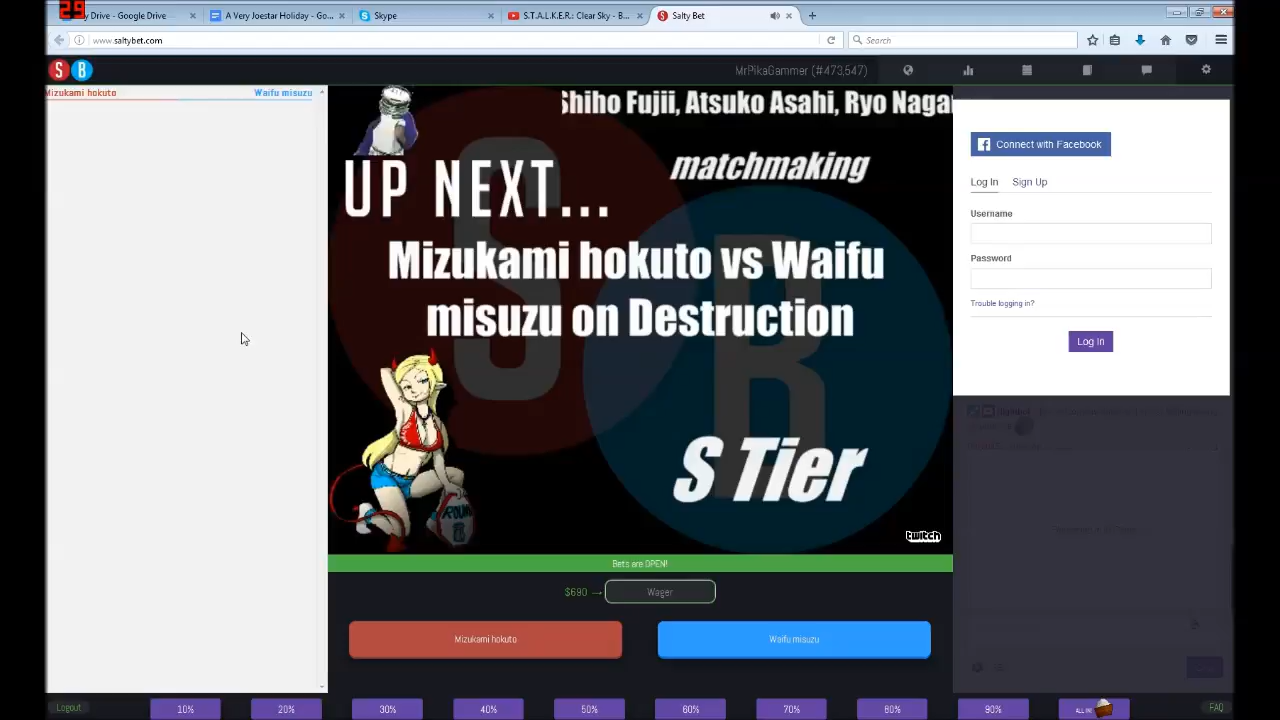 29
y Drive - Google Drive
A Very Joestar Holiday - Go...
Skype
S.T.A.L.K.E.R.: Clear Sky - B...
Salty Bet
www.saltybet.com
Search
S B
MrPikaGammer (#473,547)
Mizukami hokuto
Waifu misuzu
Shiho Fujii, Atsuko Asahi, Ryo Nagar
matchmaking
UP NEXT...
Mizukami hokuto vs Waifu
misuzu on Destruction
S Tier
twitch
Connect with Facebook
Log In Sign Up
Username
Password
Trouble logging in?
Log In
Bets are OPEN!
$690 → Wager
Mizukami hokuto
Waifu misuzu
Logout
10%
20%
30%
40%
50%
60%
70%
80%
90%
ALL IN
FAQ